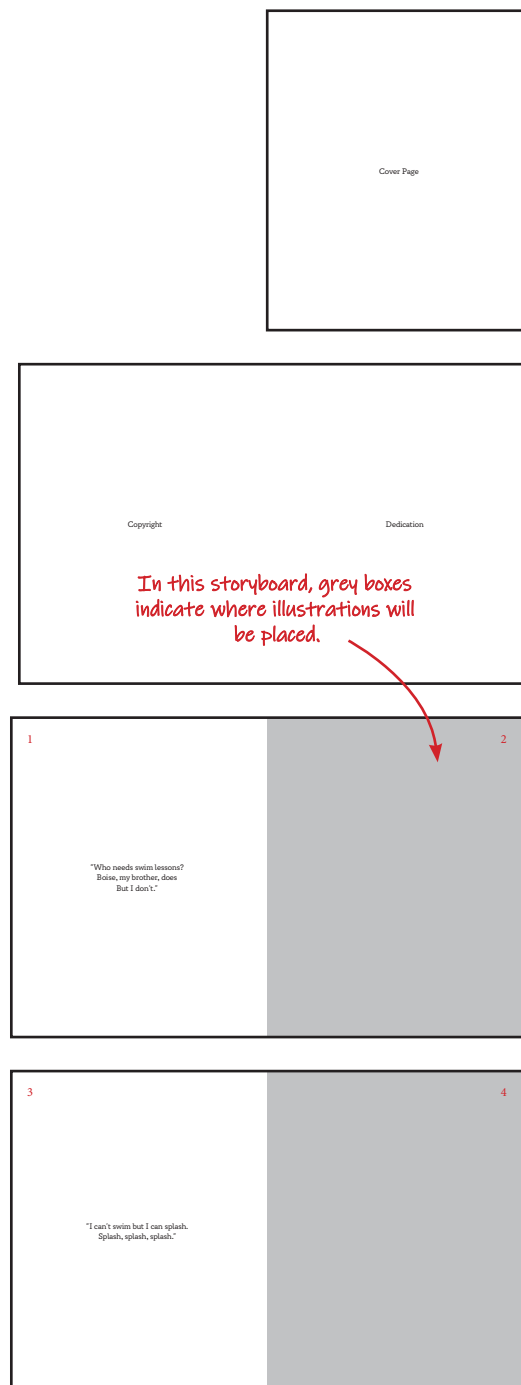 Cover Page
Copyright
Dedication
In this storyboard, grey boxes
indicate where illustrations will
be placed.
1
2
"Who needs swim lessons?
Boise, my brother, does
But I don't."
3
4
"I can't swim but I can splash.
Splash, splash, splash."